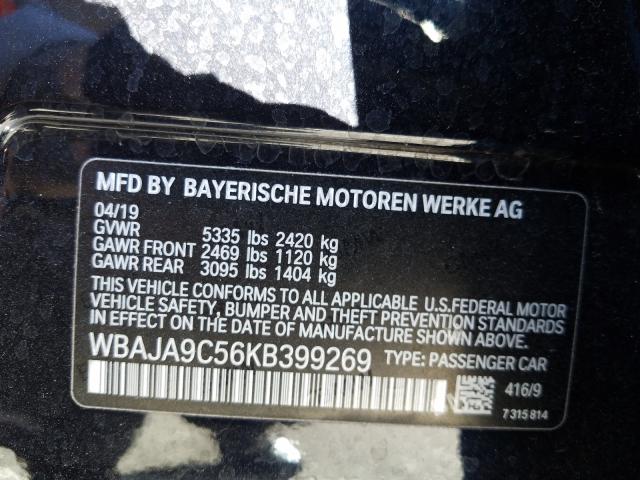 MFD BY BAYERISCHE MOTOREN WERKE AG
04/19
GVWR 5335 lbs 2420 kg
GAWR FRONT 2469 lbs 1120 kg
GAWR REAR 3095 lbs 1404 kg
THIS VEHICLE CONFORMS TO ALL APPLICABLE U.S.FEDERAL MOTOR
VEHICLE SAFETY, BUMPER AND THEFT PREVENTION STANDARDS
IN EFFECT ON THE DATE OF MANUFACTURE SHOWN ABOVE.
WBAJA9C56KB399269 TYPE: PASSENGER CAR
416/9
7 315 814